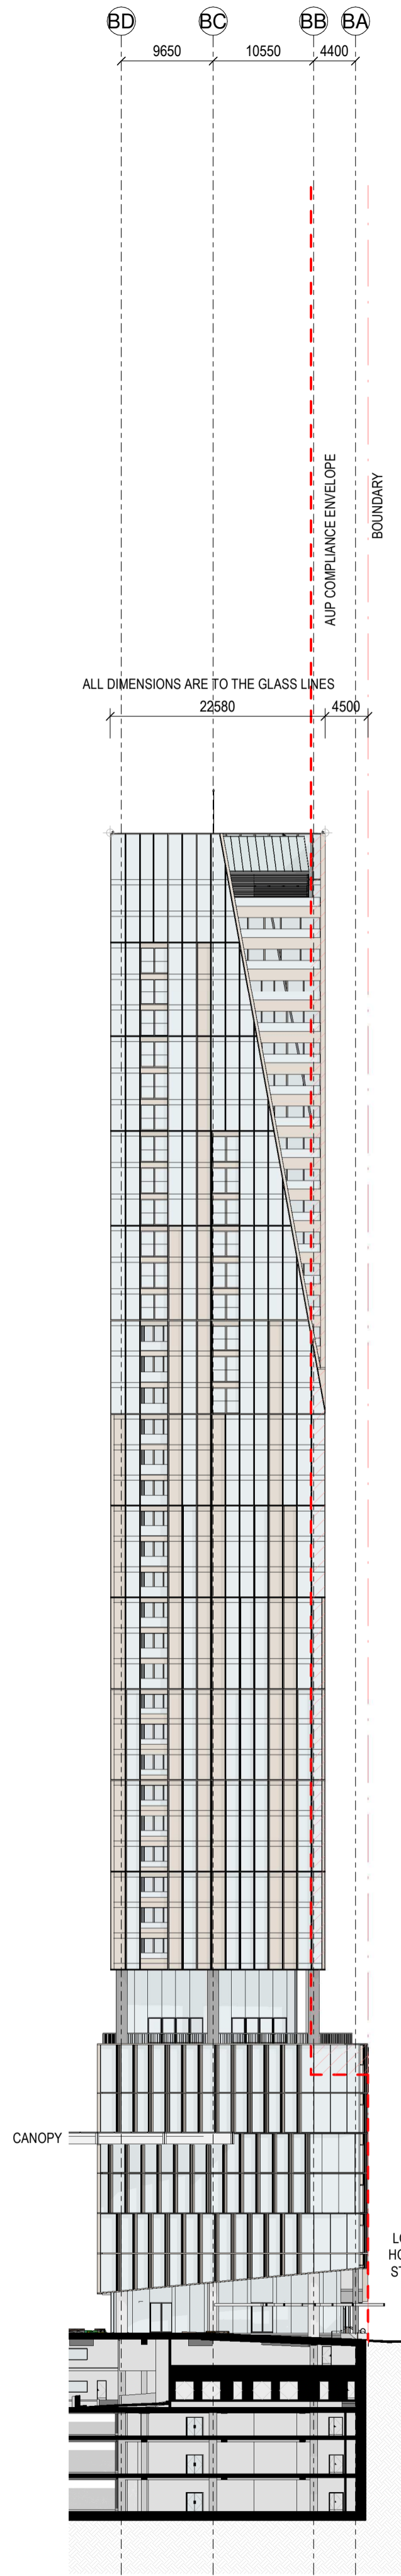 BD BC BB BA
9650 10550 4400
AUP COMPLIANCE ENVELOPE
BOUNDARY
ALL DIMENSIONS ARE TO THE GLASS LINES
22580 4500
CANOPY